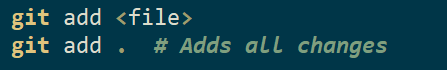 git add <file>
git add .  # Adds all changes